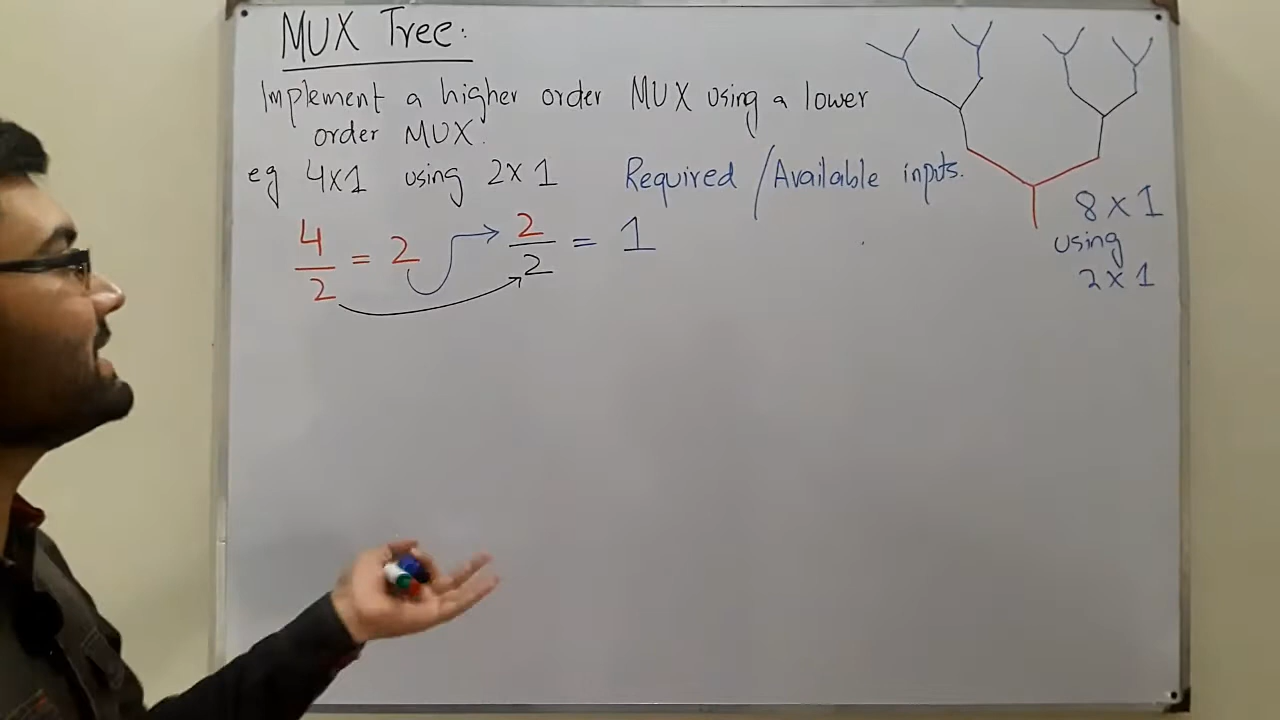 MUX Tree:
Implement a higher order MUX using a lower
order MUX.
eg 4x1 using 2x1
Required / Available inputs.
4/2 = 2
2/2 = 1
8 x 1
using
2 x 1